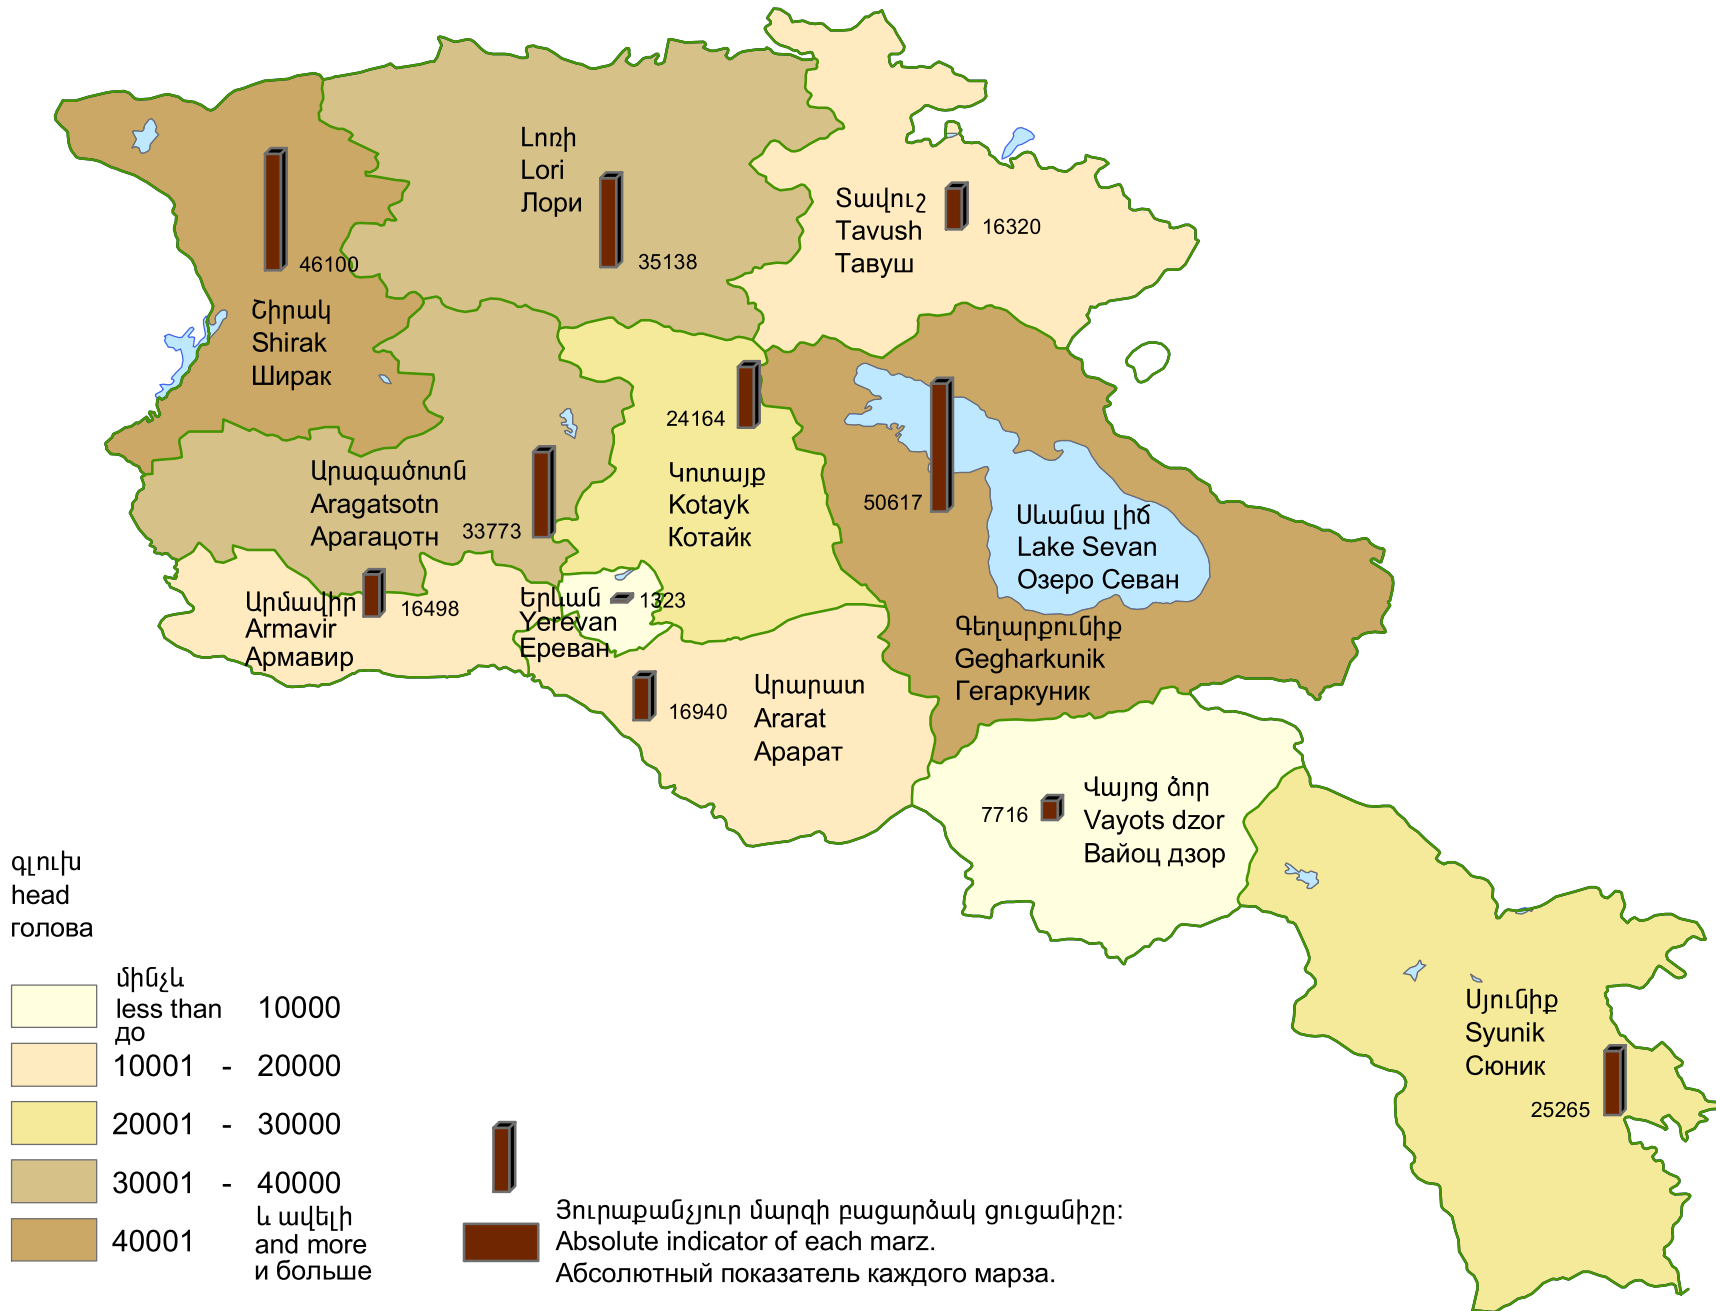 Լոռի
Lori
Лори
35138
Տավուշ
Tavush
Тавуш
16320
46100
Շիրակ
Shirak
Ширак
24164
Կոտայք
Kotayk
Котайк
Արագածոտն
Aragatsotn
Арагацотн
33773
50617
Սևանա լիճ
Lake Sevan
Озеро Севан
Գեղարքունիք
Gegharkunik
Гегаркуник
Արմավիր
Armavir
Армавир
16498
Երևան
Yerevan
Ереван
1323
16940
Արարատ
Ararat
Арарат
7716
Վայոց ձոր
Vayots dzor
Вайоц дзор
Սյունիք
Syunik
Сюник
25265
գլուխ
head
голова
մինչև
less than 10000
до
10001 - 20000
20001 - 30000
30001 - 40000
և ավելի
40001 and more
и больше
Յուրաքանչյուր մարզի բացարձակ ցուցանիշը:
Absolute indicator of each marz.
Абсолютный показатель каждого марза.